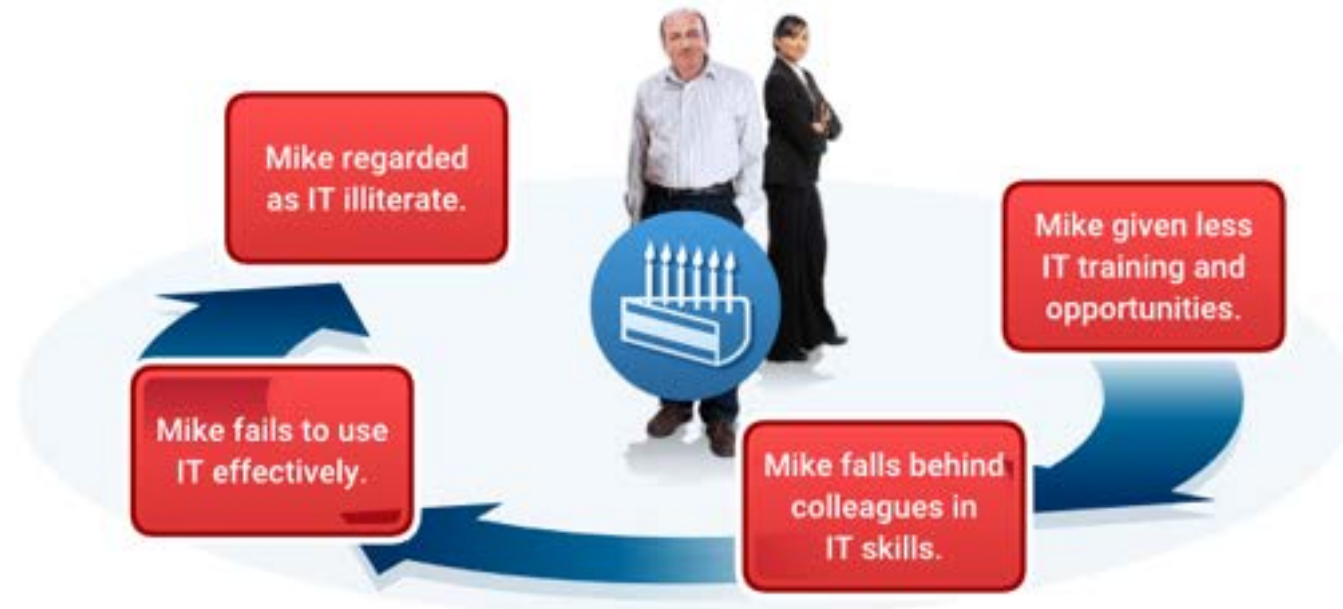 Mike regarded
as IT illiterate.
Mike given less
IT training and
opportunities.
Mike falls behind
colleagues in
IT skills.
Mike fails to use
IT effectively.